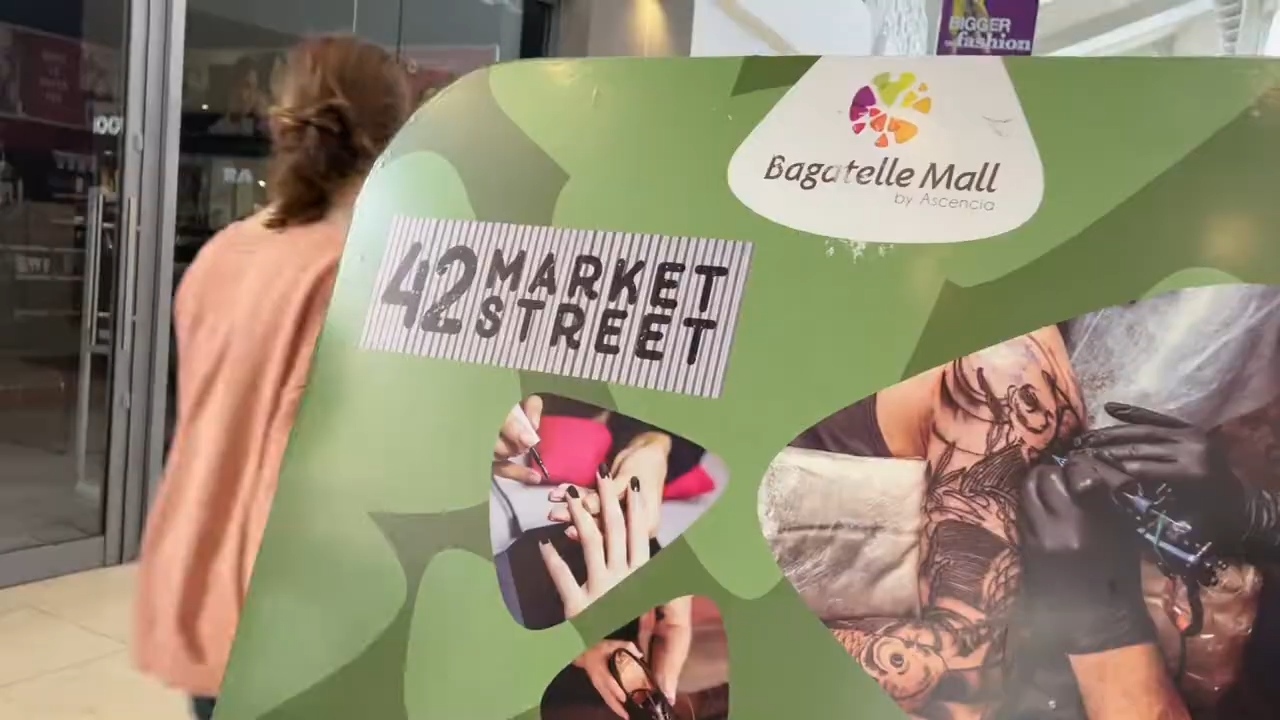 BIGGER
fashion
Bagatelle Mall
by Ascencia
42 MARKET
STREET